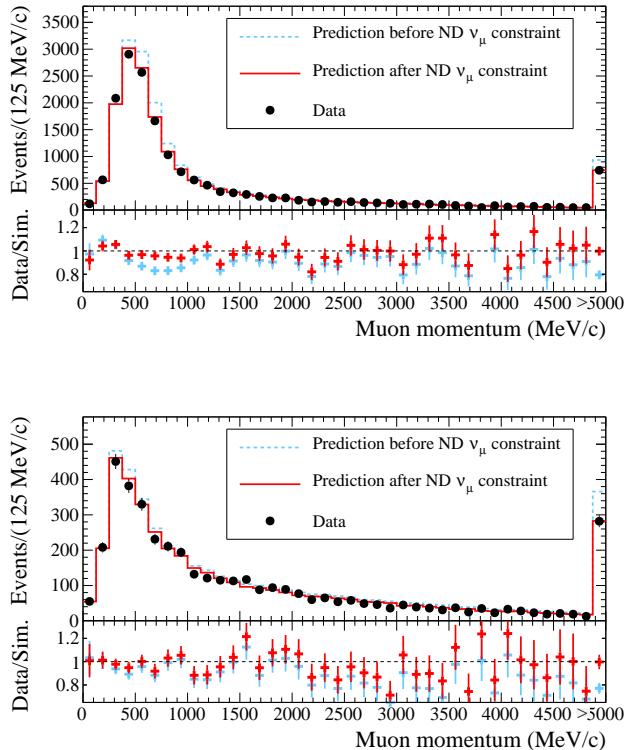 Events/(125 MeV/c)
3500
3000
2500
2000
1500
1000
500
0
Prediction before ND νμ constraint
Prediction after ND νμ constraint
Data
Data/Sim.
1.2
1
0.8
0 500 1000 1500 2000 2500 3000 3500 4000 4500 >5000
Muon momentum (MeV/c)
Events/(125 MeV/c)
500
400
300
200
100
0
Prediction before ND νμ constraint
Prediction after ND νμ constraint
Data
Data/Sim.
1.2
1
0.8
0 500 1000 1500 2000 2500 3000 3500 4000 4500 >5000
Muon momentum (MeV/c)